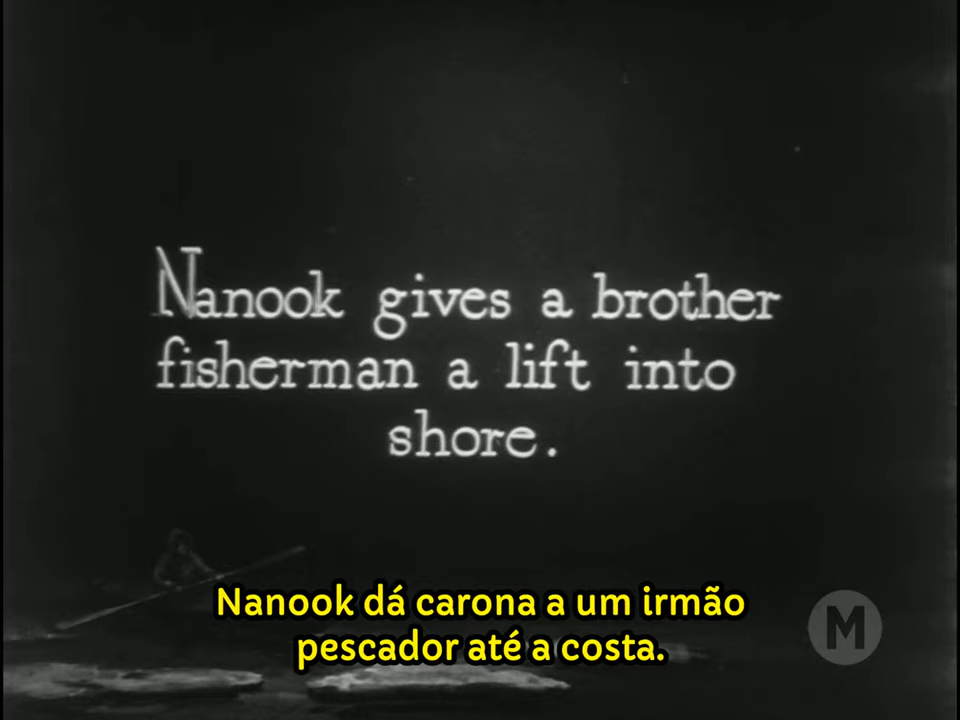 Nanook gives a brother
fisherman a lift into
shore.
Nanook dá carona a um irmão
pescador até a costa.
M